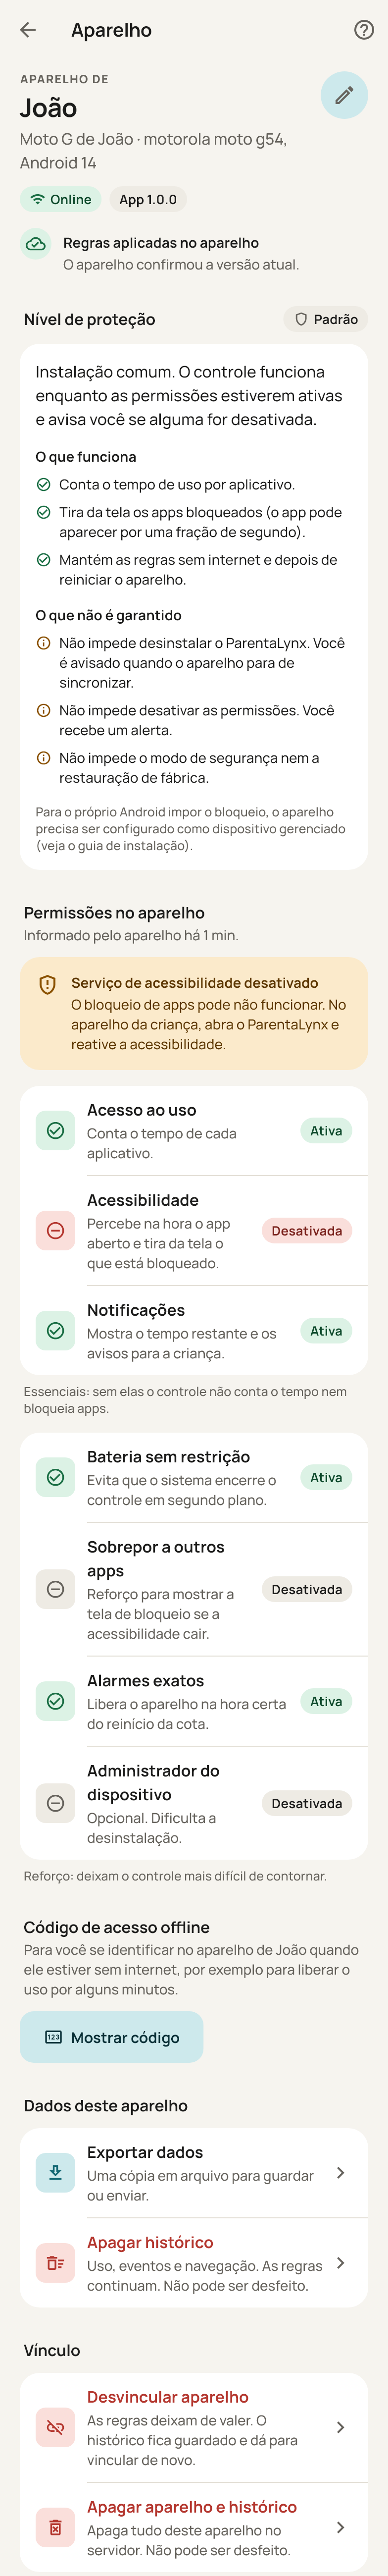 Aparelho
APARELHO DE
João
Moto G de João · motorola moto g54,
Android 14
Online
App 1.0.0
Regras aplicadas no aparelho
O aparelho confirmou a versão atual.
Nível de proteção
Padrão
Instalação comum. O controle funciona
enquanto as permissões estiverem ativas
e avisa você se alguma for desativada.
O que funciona
Conta o tempo de uso por aplicativo.
Tira da tela os apps bloqueados (o app pode
aparecer por uma fração de segundo).
Mantém as regras sem internet e depois de
reiniciar o aparelho.
O que não é garantido
Não impede desinstalar o ParentaLynx. Você
é avisado quando o aparelho para de
sincronizar.
Não impede desativar as permissões. Você
recebe um alerta.
Não impede o modo de segurança nem a
restauração de fábrica.
Para o próprio Android impor o bloqueio, o aparelho
precisa ser configurado como dispositivo gerenciado
(veja o guia de instalação).
Permissões no aparelho
Informado pelo aparelho há 1 min.
Serviço de acessibilidade desativado
O bloqueio de apps pode não funcionar. No
aparelho da criança, abra o ParentaLynx e
reative a acessibilidade.
Acesso ao uso
Conta o tempo de cada
aplicativo.
Ativa
Acessibilidade
Percebe na hora o app
aberto e tira da tela o
que está bloqueado.
Desativada
Notificações
Mostra o tempo restante e os
avisos para a criança.
Ativa
Essenciais: sem elas o controle não conta o tempo nem
bloqueia apps.
Bateria sem restrição
Evita que o sistema encerre o
controle em segundo plano.
Ativa
Sobrepor a outros
apps
Reforço para mostrar a
tela de bloqueio se a
acessibilidade cair.
Desativada
Alarmes exatos
Libera o aparelho na hora certa
do reinício da cota.
Ativa
Administrador do
dispositivo
Opcional. Dificulta a
desinstalação.
Desativada
Reforço: deixam o controle mais difícil de contornar.
Código de acesso offline
Para você se identificar no aparelho de João quando
ele estiver sem internet, por exemplo para liberar o
uso por alguns minutos.
123
Mostrar código
Dados deste aparelho
Exportar dados
Uma cópia em arquivo para guardar
ou enviar.
Apagar histórico
Uso, eventos e navegação. As regras
continuam. Não pode ser desfeito.
Vínculo
Desvincular aparelho
As regras deixam de valer. O
histórico fica guardado e dá para
vincular de novo.
Apagar aparelho e histórico
Apaga tudo deste aparelho no
servidor. Não pode ser desfeito.